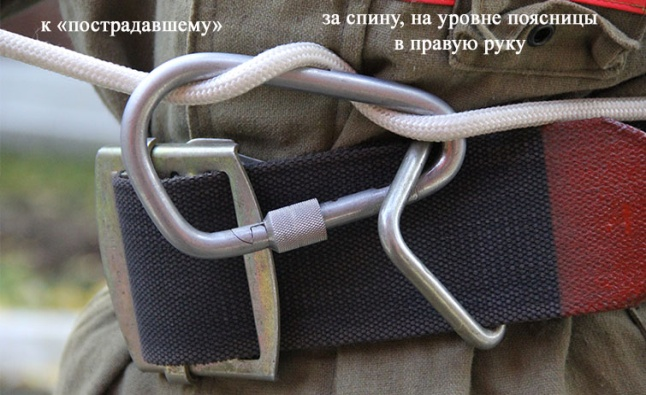 к «пострадавшему»
за спину, на уровне поясницы
в правую руку